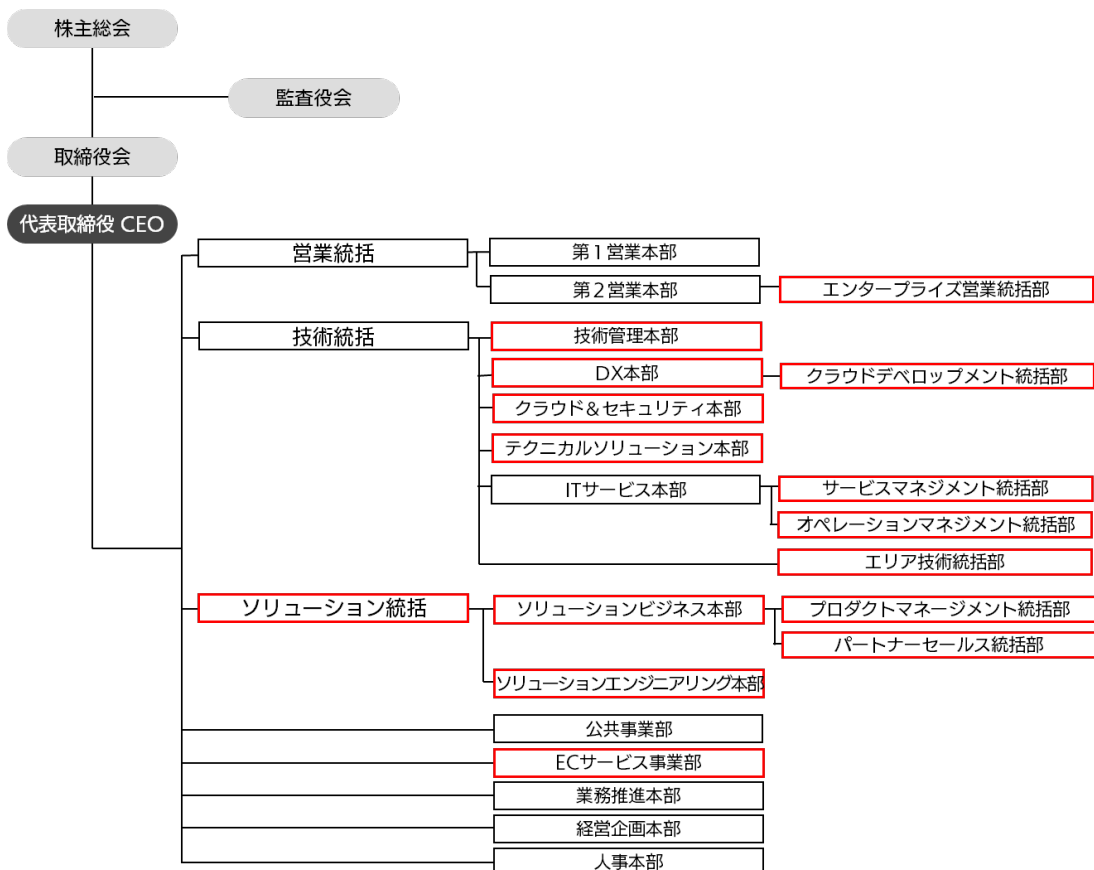 株主総会
監査役会
取締役会
代表取締役 CEO
営業統括
第1営業本部
第2営業本部
エンタープライズ営業統括部
技術統括
技術管理本部
DX本部
クラウドデベロップメント統括部
クラウド＆セキュリティ本部
テクニカルソリューション本部
ITサービス本部
サービスマネジメント統括部
オペレーションマネジメント統括部
エリア技術統括部
ソリューション統括
ソリューションビジネス本部
プロダクトマネージメント統括部
パートナーセールス統括部
ソリューションエンジニアリング本部
公共事業部
ECサービス事業部
業務推進本部
経営企画本部
人事本部